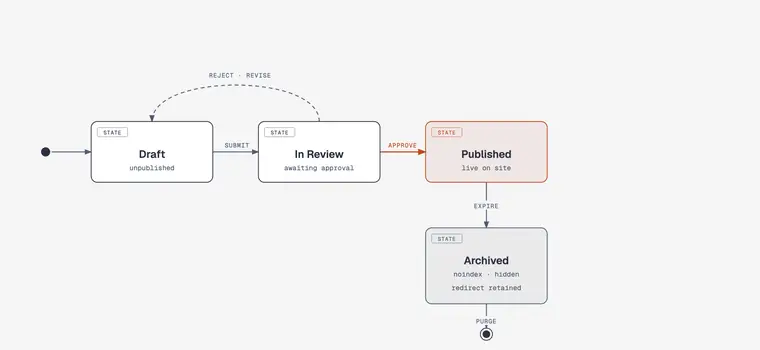 REJECT · REVISE
STATE
Draft
unpublished
SUBMIT
STATE
In Review
awaiting approval
APPROVE
STATE
Published
live on site
EXPIRE
STATE
Archived
noindex · hidden
redirect retained
PURGE